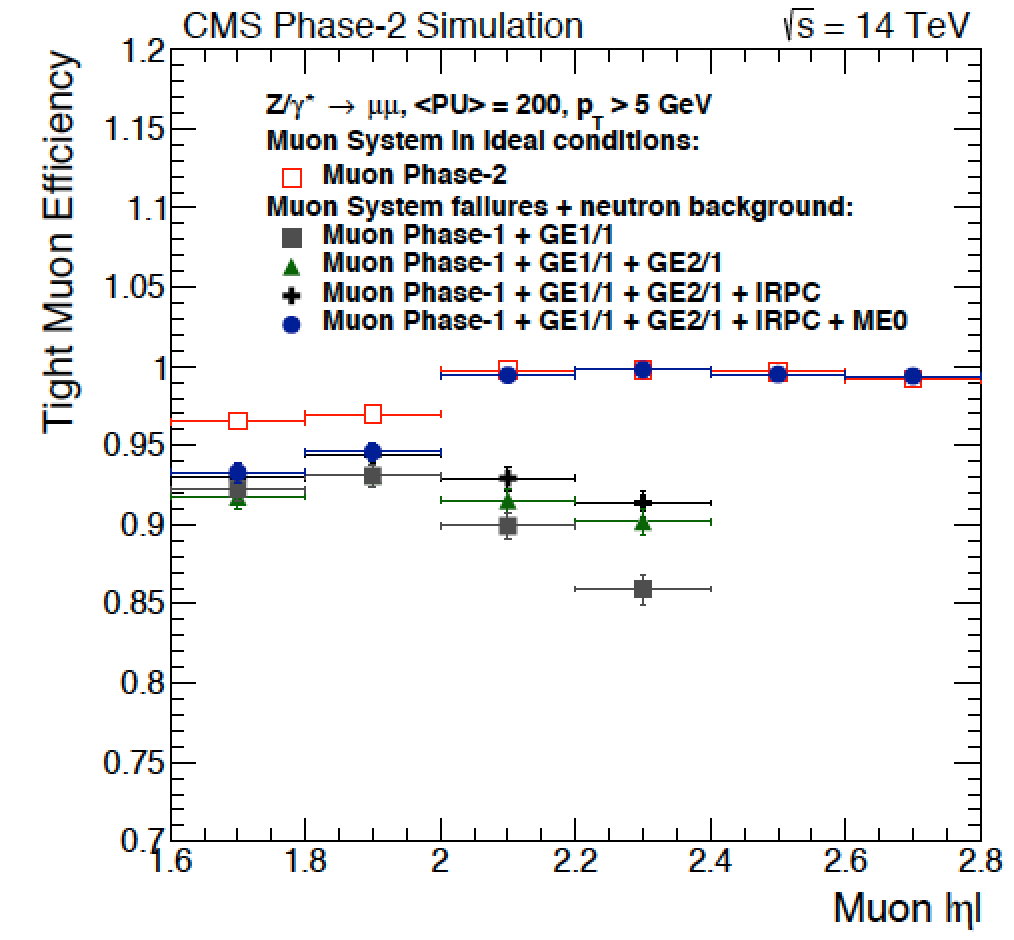 CMS Phase-2 Simulation √s = 14 TeV
Tight Muon Efficiency
1.2
1.15
1.1
1.05
1
0.95
0.9
0.85
0.8
0.75
0.7
Z/γ* → μμ, <PU> = 200, p_T > 5 GeV
Muon System in ideal conditions:
Muon Phase-2
Muon System failures + neutron background:
Muon Phase-1 + GE1/1
Muon Phase-1 + GE1/1 + GE2/1
Muon Phase-1 + GE1/1 + GE2/1 + IRPC
Muon Phase-1 + GE1/1 + GE2/1 + IRPC + ME0
1.6 1.8 2 2.2 2.4 2.6 2.8
Muon |η|